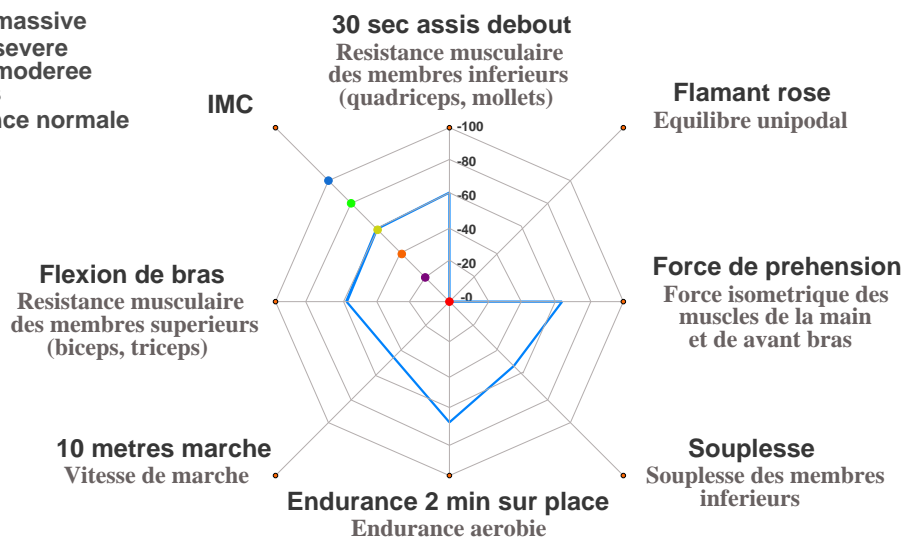 massive
severe
moderee
nce normale
30 sec assis debout
Resistance musculaire
des membres inferieurs
(quadriceps, mollets)
IMC
Flamant rose
Equilibre unipodal
-100
-80
-60
-40
-20
-0
Flexion de bras
Resistance musculaire
des membres superieurs
(biceps, triceps)
Force de prehension
Force isometrique des
muscles de la main
et de avant bras
10 metres marche
Vitesse de marche
Souplesse
Souplesse des membres
inferieurs
Endurance 2 min sur place
Endurance aerobie